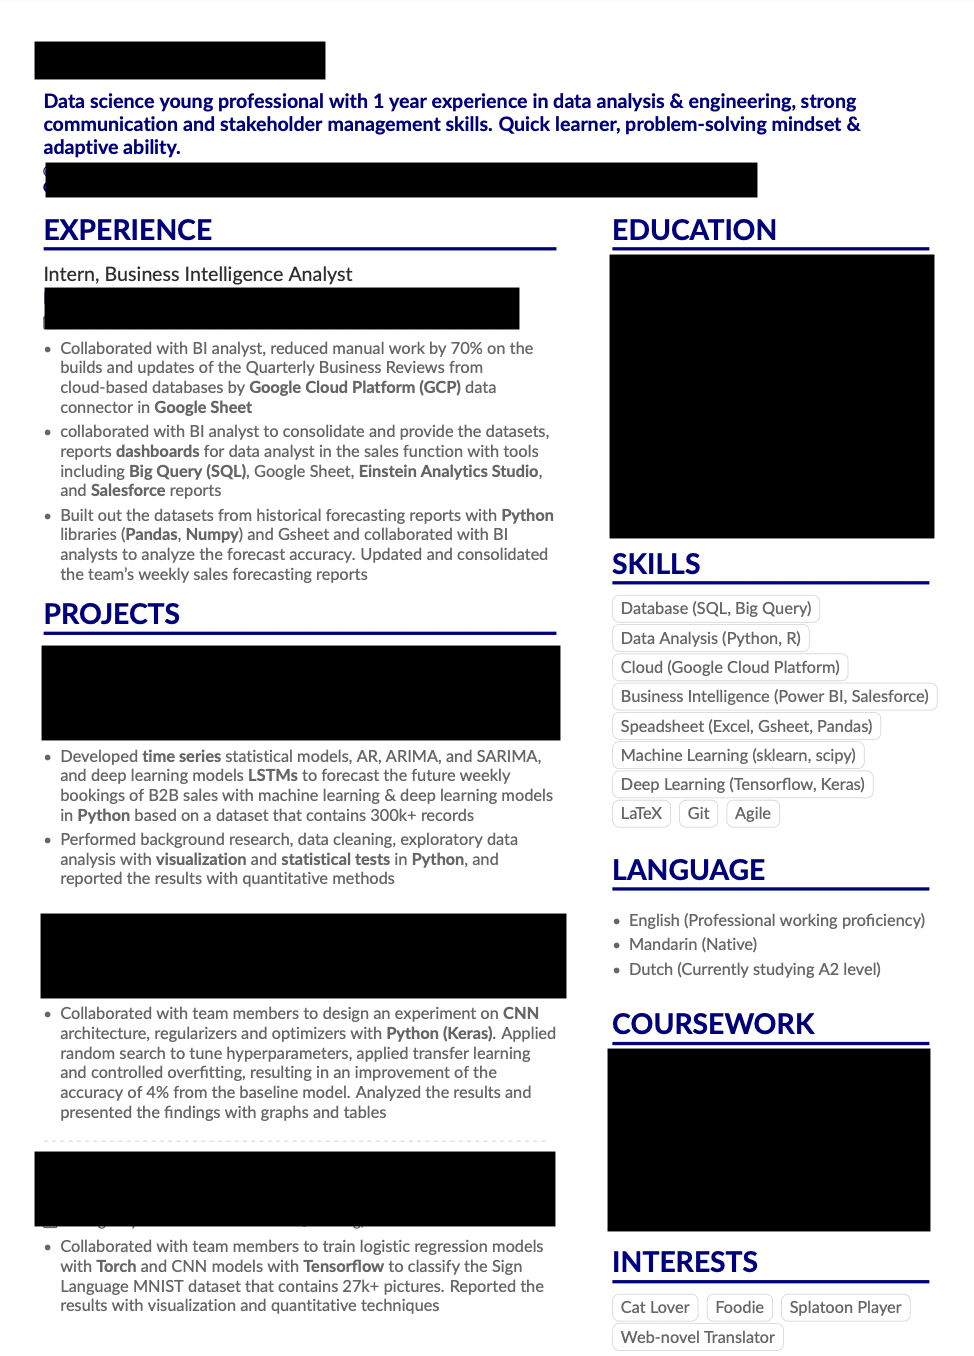 Data science young professional with 1 year experience in data analysis & engineering, strong
communication and stakeholder management skills. Quick learner, problem-solving mindset &
adaptive ability.
EXPERIENCE
Intern, Business Intelligence Analyst
• Collaborated with BI analyst, reduced manual work by 70% on the
builds and updates of the Quarterly Business Reviews from
cloud-based databases by Google Cloud Platform (GCP) data
connector in Google Sheet
• collaborated with BI analyst to consolidate and provide the datasets,
reports dashboards for data analyst in the sales function with tools
including Big Query (SQL), Google Sheet, Einstein Analytics Studio,
and Salesforce reports
• Built out the datasets from historical forecasting reports with Python
libraries (Pandas, Numpy) and Gsheet and collaborated with BI
analysts to analyze the forecast accuracy. Updated and consolidated
the team's weekly sales forecasting reports
PROJECTS
• Developed time series statistical models, AR, ARIMA, and SARIMA,
and deep learning models LSTMs to forecast the future weekly
bookings of B2B sales with machine learning & deep learning models
in Python based on a dataset that contains 300k+ records
• Performed background research, data cleaning, exploratory data
analysis with visualization and statistical tests in Python, and
reported the results with quantitative methods
• Collaborated with team members to design an experiment on CNN
architecture, regularizers and optimizers with Python (Keras). Applied
random search to tune hyperparameters, applied transfer learning
and controlled overfitting, resulting in an improvement of the
accuracy of 4% from the baseline model. Analyzed the results and
presented the findings with graphs and tables
• Collaborated with team members to train logistic regression models
with Torch and CNN models with Tensorflow to classify the Sign
Language MNIST dataset that contains 27k+ pictures. Reported the
results with visualization and quantitative techniques
EDUCATION
SKILLS
Database (SQL, Big Query)
Data Analysis (Python, R)
Cloud (Google Cloud Platform)
Business Intelligence (Power BI, Salesforce)
Speadsheet (Excel, Gsheet, Pandas)
Machine Learning (sklearn, scipy)
Deep Learning (Tensorflow, Keras)
LaTeX Git Agile
LANGUAGE
• English (Professional working proficiency)
• Mandarin (Native)
• Dutch (Currently studying A2 level)
COURSEWORK
INTERESTS
Cat Lover Foodie Splatoon Player
Web-novel Translator